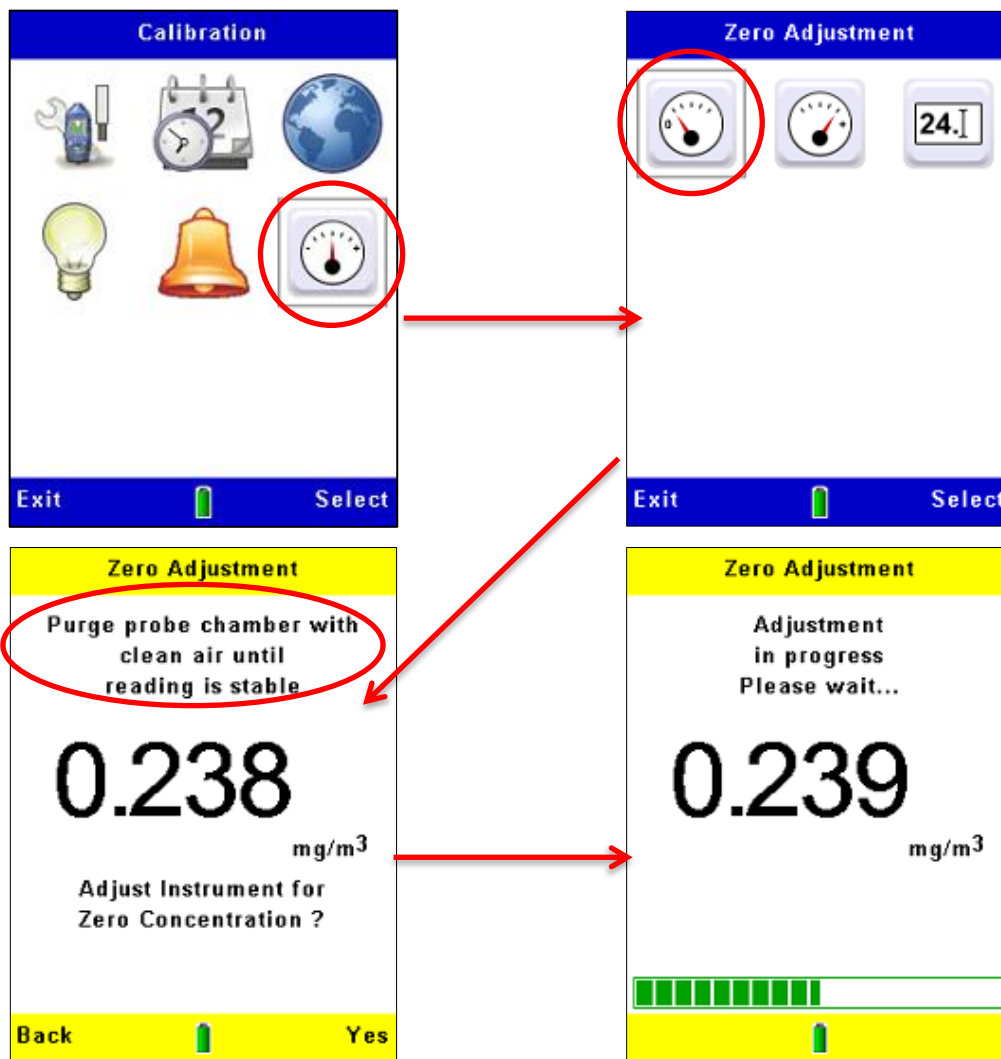 Calibration
12
Exit
Select
Zero Adjustment
0
+
24.
Exit
Select
Zero Adjustment
Purge probe chamber with
clean air until
reading is stable
0.238
mg/m³
Adjust Instrument for
Zero Concentration ?
Back
Yes
Zero Adjustment
Adjustment
in progress
Please wait...
0.239
mg/m³